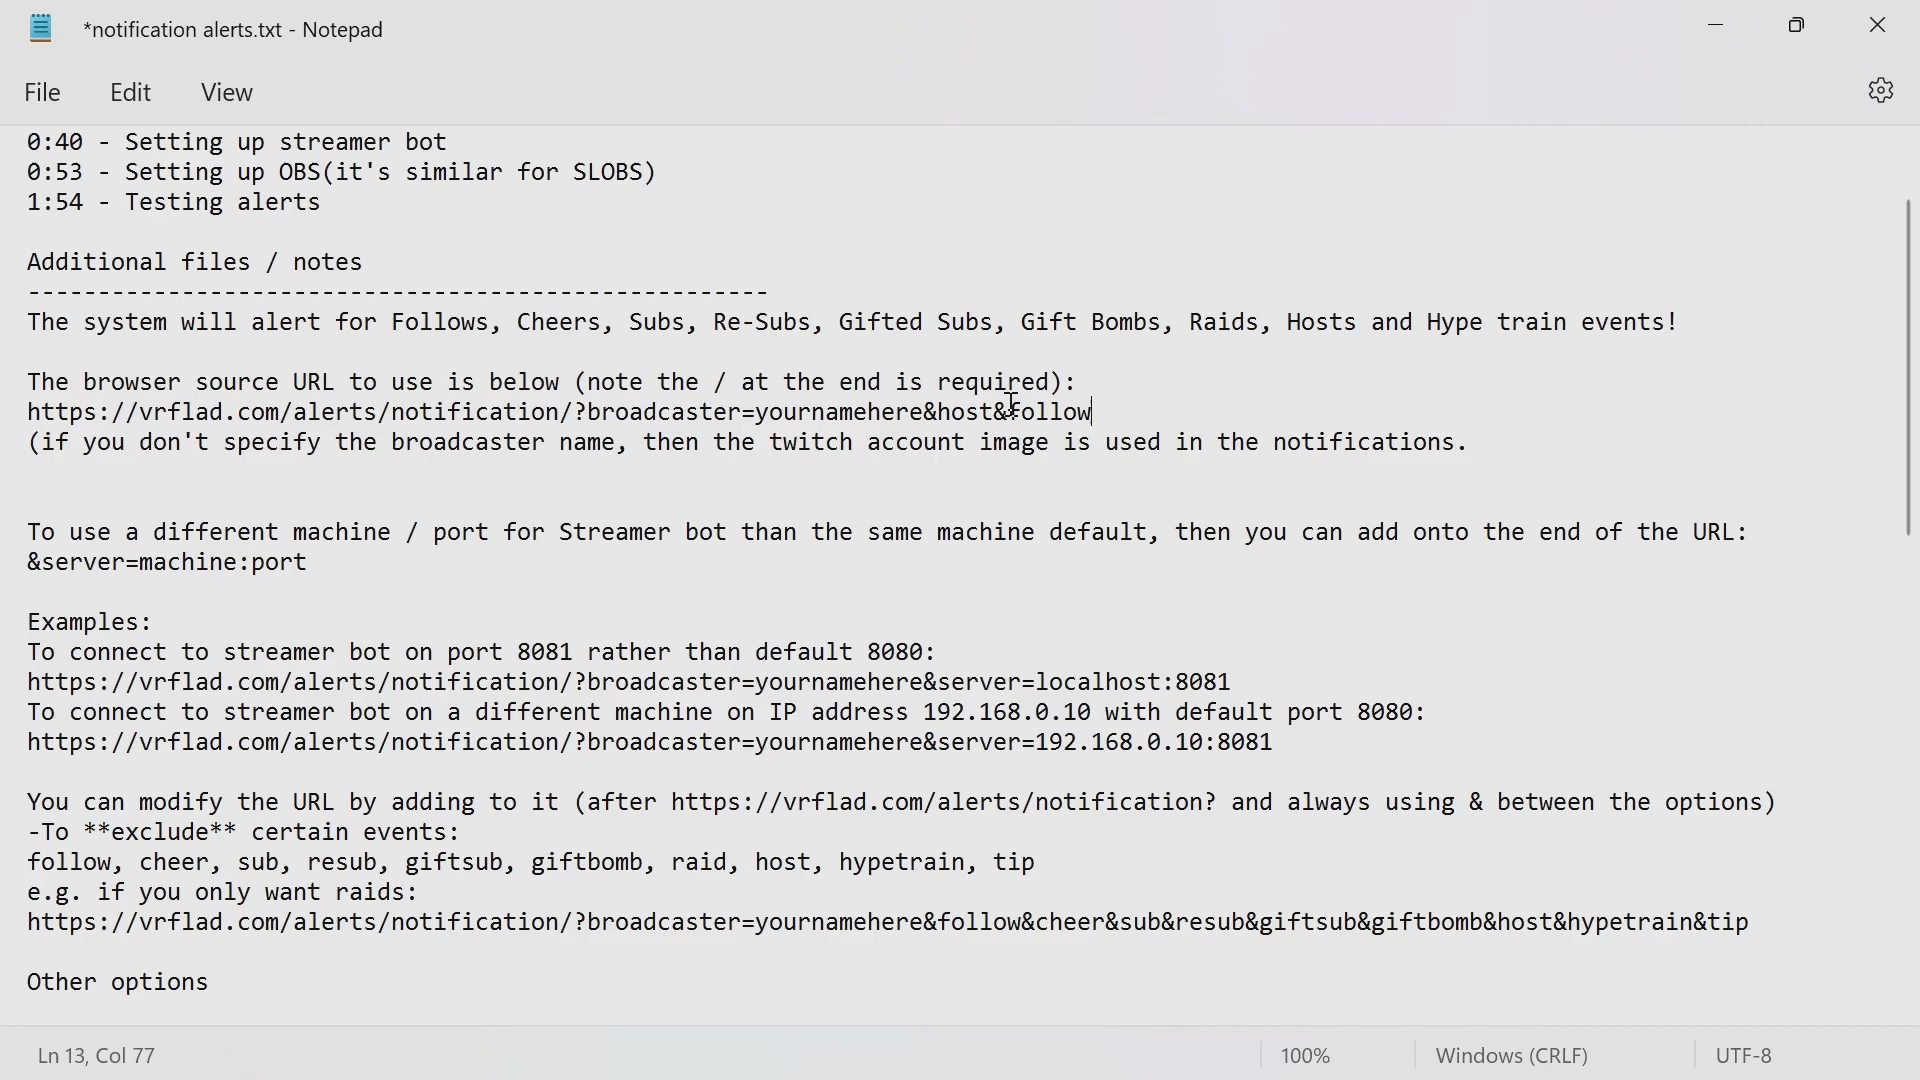 *notification alerts.txt - Notepad
File Edit View
0:40 - Setting up streamer bot
0:53 - Setting up OBS(it's similar for SLOBS)
1:54 - Testing alerts
Additional files / notes
-----------------------------------------------------
The system will alert for Follows, Cheers, Subs, Re-Subs, Gifted Subs, Gift Bombs, Raids, Hosts and Hype train events!
The browser source URL to use is below (note the / at the end is required):
https://vrflad.com/alerts/notification/?broadcaster=yournamehere&host&follow
(if you don't specify the broadcaster name, then the twitch account image is used in the notifications.
To use a different machine / port for Streamer bot than the same machine default, then you can add onto the end of the URL:
&server=machine:port
Examples:
To connect to streamer bot on port 8081 rather than default 8080:
https://vrflad.com/alerts/notification/?broadcaster=yournamehere&server=localhost:8081
To connect to streamer bot on a different machine on IP address 192.168.0.10 with default port 8080:
https://vrflad.com/alerts/notification/?broadcaster=yournamehere&server=192.168.0.10:8081
You can modify the URL by adding to it (after https://vrflad.com/alerts/notification? and always using & between the options)
-To **exclude** certain events:
follow, cheer, sub, resub, giftsub, giftbomb, raid, host, hypetrain, tip
e.g. if you only want raids:
https://vrflad.com/alerts/notification/?broadcaster=yournamehere&follow&cheer&sub&resub&giftsub&giftbomb&host&hypetrain&tip
Other options
Ln 13, Col 77 100% Windows (CRLF) UTF-8